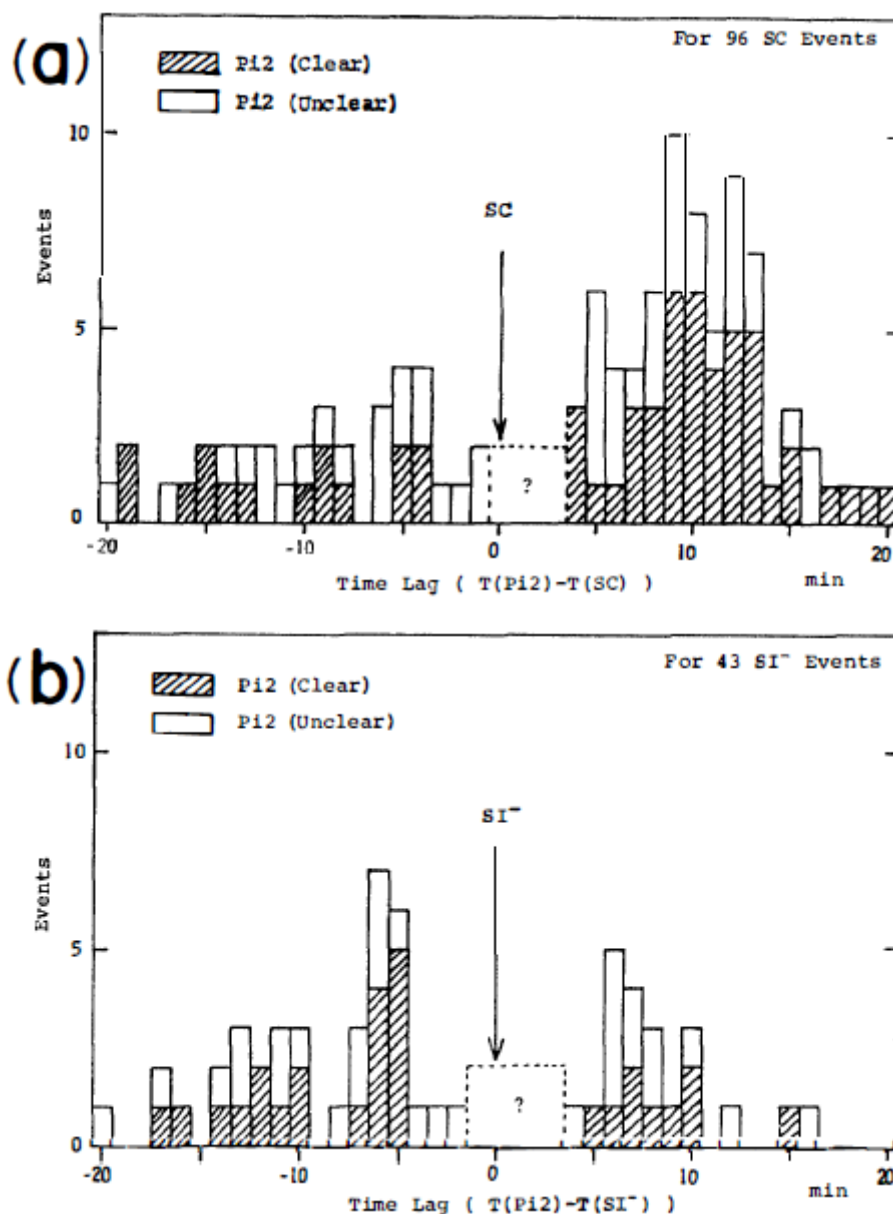 (a)
For 96 SC Events
Pi2 (Clear)
Pi2 (Unclear)
10
SC
Events
5
?
0
-20
-10
0
10
20
Time Lag ( T(Pi2)-T(SC) )
min
(b)
For 43 SI⁻ Events
Pi2 (Clear)
Pi2 (Unclear)
10
SI⁻
Events
5
?
0
-20
-10
0
10
20
Time Lag ( T(Pi2)-T(SI⁻) )
min